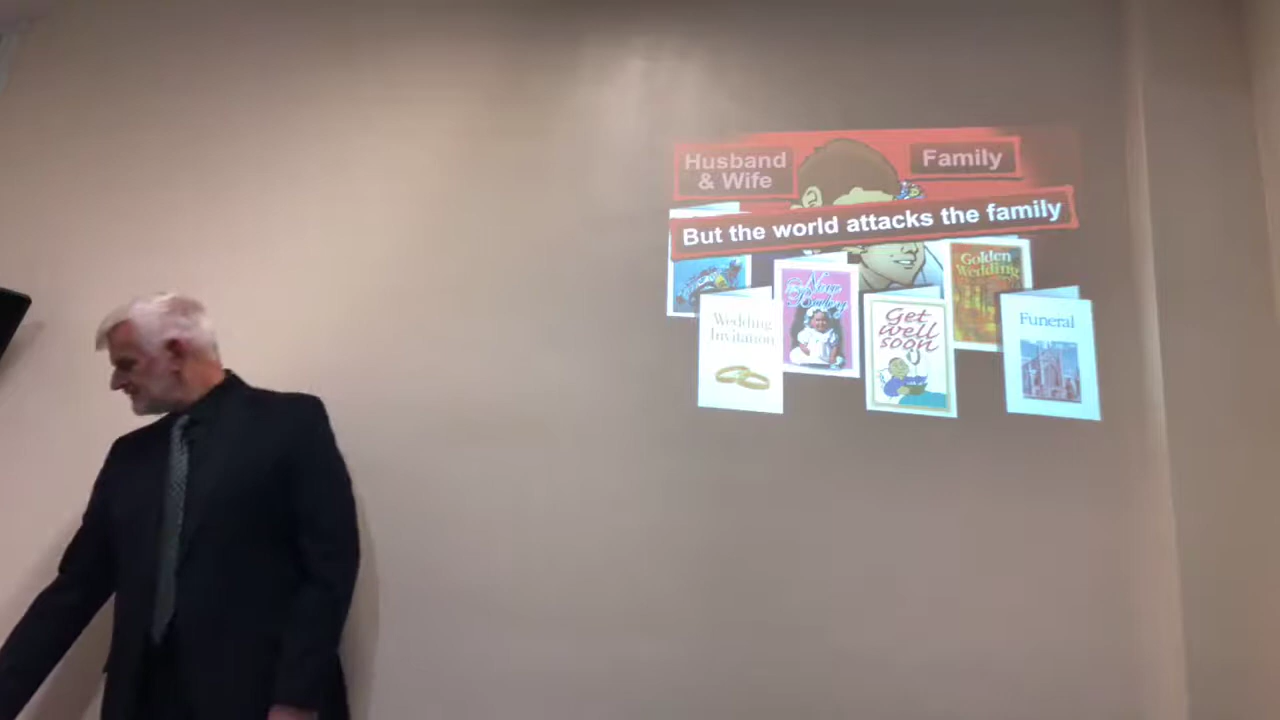 Husband
& Wife
Family
But the world attacks the family
Golden
Wedding
Wedding
Invitation
Get
well
soon
Funeral